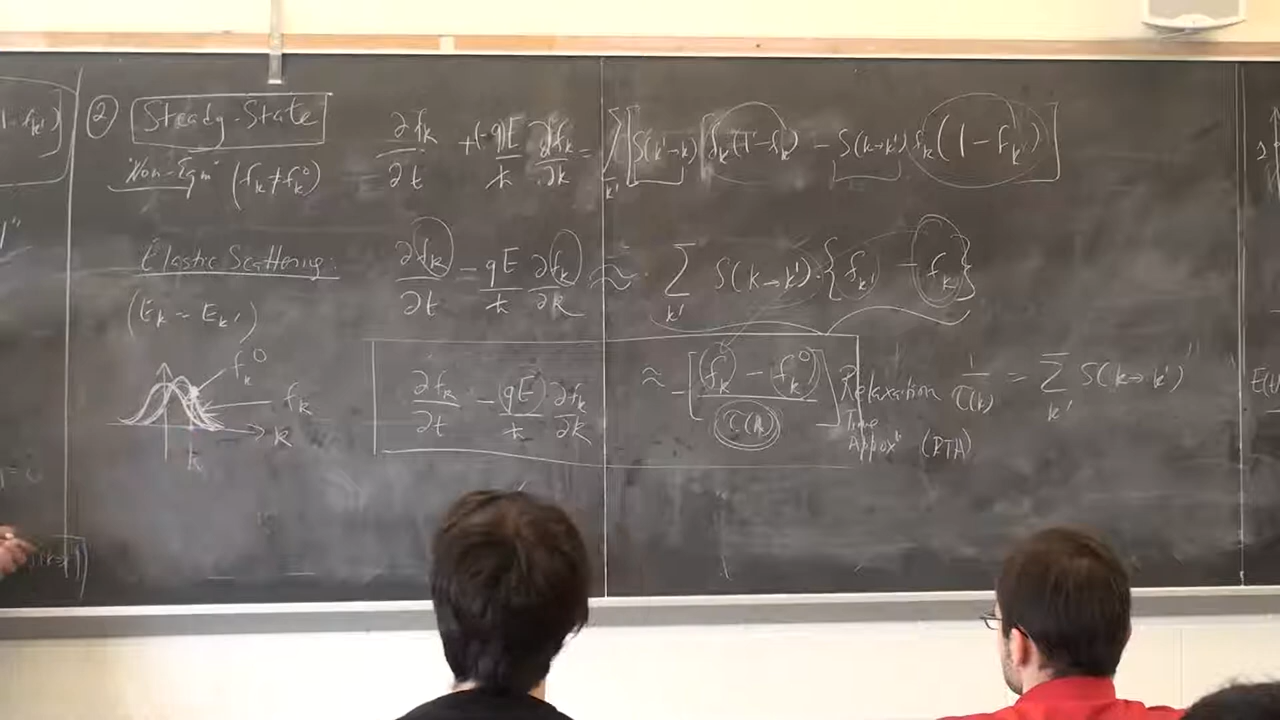 ② Steady-State
Non-Eqm (f_k ≠ f_k^0)
∂f_k/∂t + (-qE)/ħ ∂f_k/∂k = Σ_k' [S(k'→k) f_k'(1-f_k) - S(k→k') f_k(1-f_k')]
Elastic Scattering:
(E_k ~ E_k')
∂f_k/∂t - qE/ħ ∂f_k/∂k ≈ Σ_k' S(k→k')·{f_k' - f_k}
f_k^0
f_k
k
∂f_k/∂t - (qE)/ħ ∂f_k/∂k ≈ -[(f_k - f_k^0)/τ(k)]
Relaxation
Time
Approx^n (RTA)
1/τ(k) = Σ_k' S(k→k')